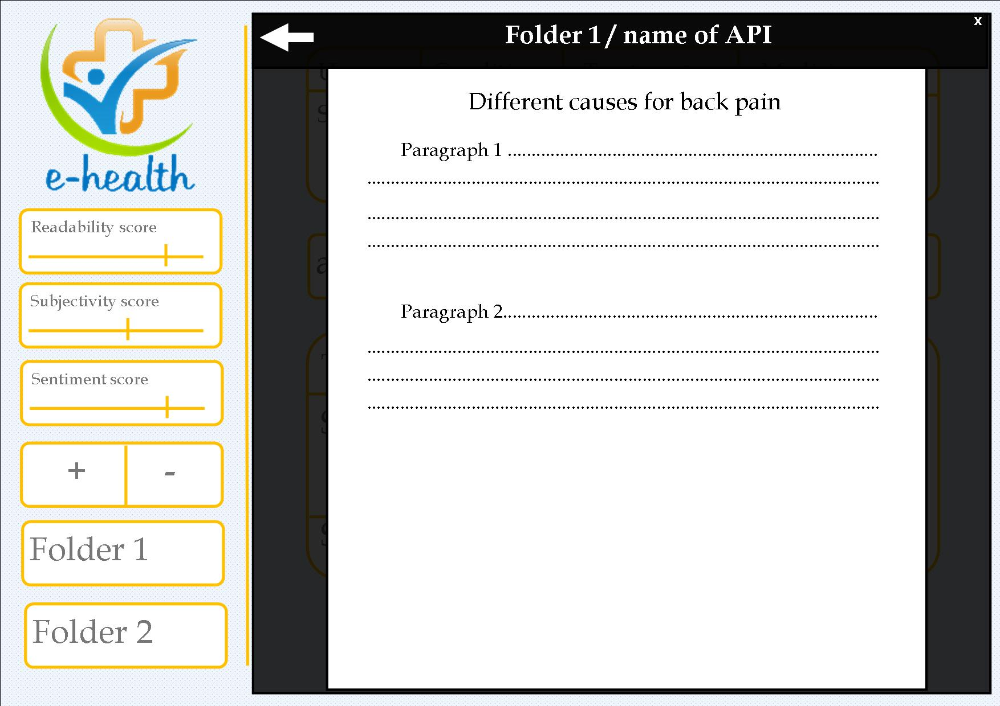 e-health
Readability score
Subjectivity score
Sentiment score
+ -
Folder 1
Folder 2
Folder 1/ name of API
x
Different causes for back pain
Paragraph 1 ..............................................................................
............................................................................................................
............................................................................................................
............................................................................................................
Paragraph 2...............................................................................
............................................................................................................
............................................................................................................
............................................................................................................